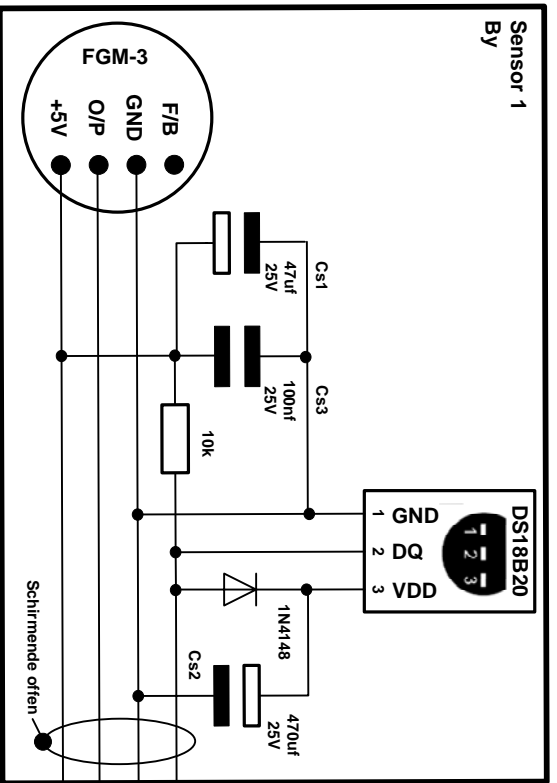 Sensor 1
By
FGM-3
+5V
O/P
GND
F/B
Cs1
47uf
25V
Cs3
100nf
25V
10k
DS18B20
1 2 3
1 GND
2 DQ
3 VDD
1N4148
Cs2
470uf
25V
Schirmende offen